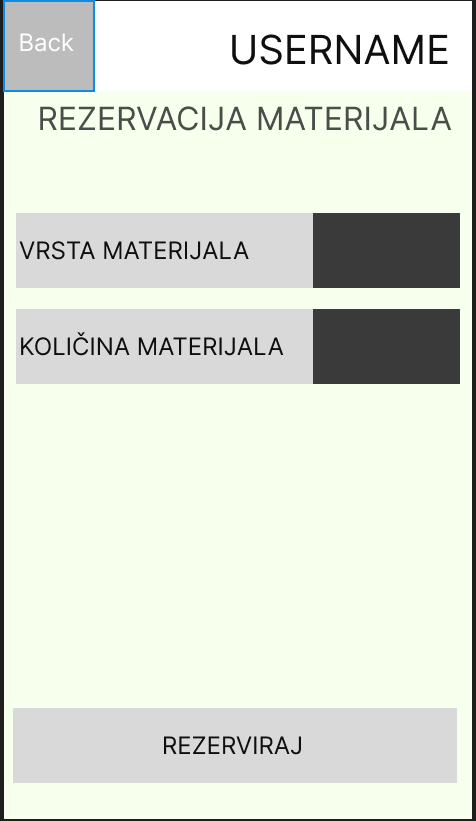 Back
USERNAME
REZERVACIJA MATERIJALA
VRSTA MATERIJALA
KOLIČINA MATERIJALA
REZERVIRAJ